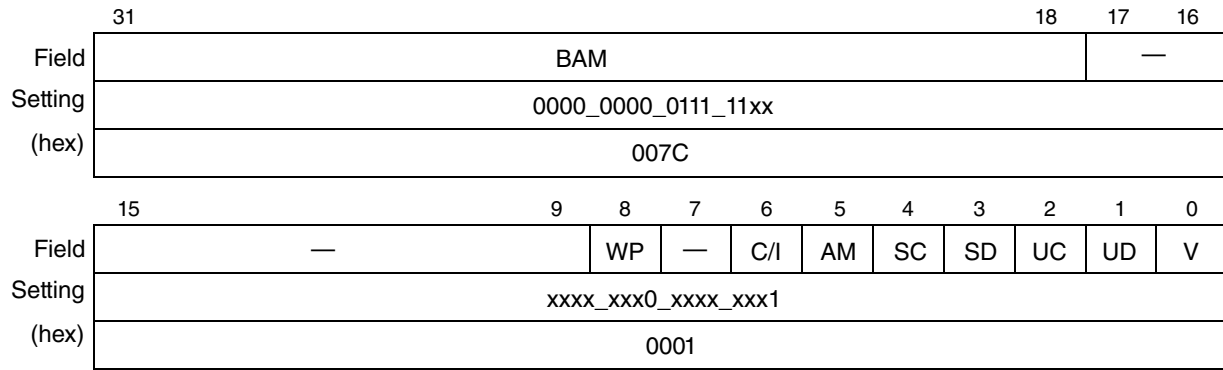 31 18 17 16
Field BAM —
Setting 0000_0000_0111_11xx
(hex) 007C
15 9 8 7 6 5 4 3 2 1 0
Field — WP — C/I AM SC SD UC UD V
Setting xxxx_xxx0_xxxx_xxx1
(hex) 0001